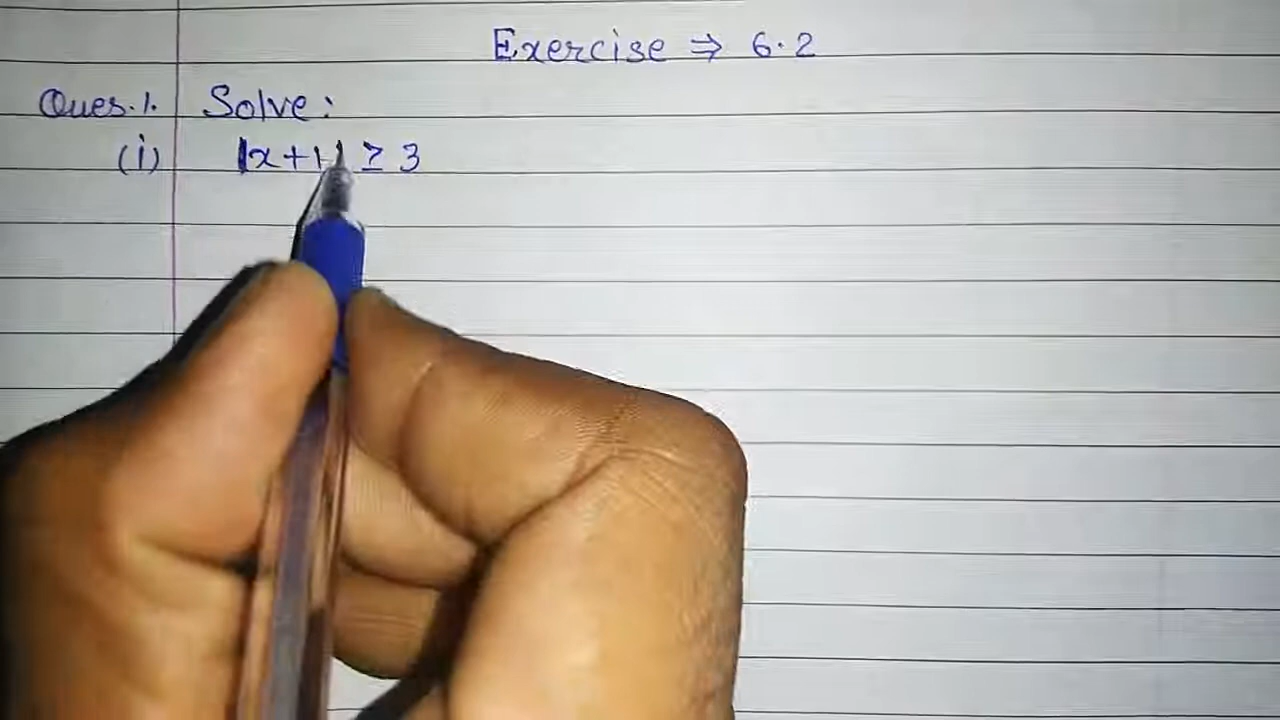 Exercise ⇒ 6.2
Ques.1. Solve:
(i) |x+1| ≥ 3